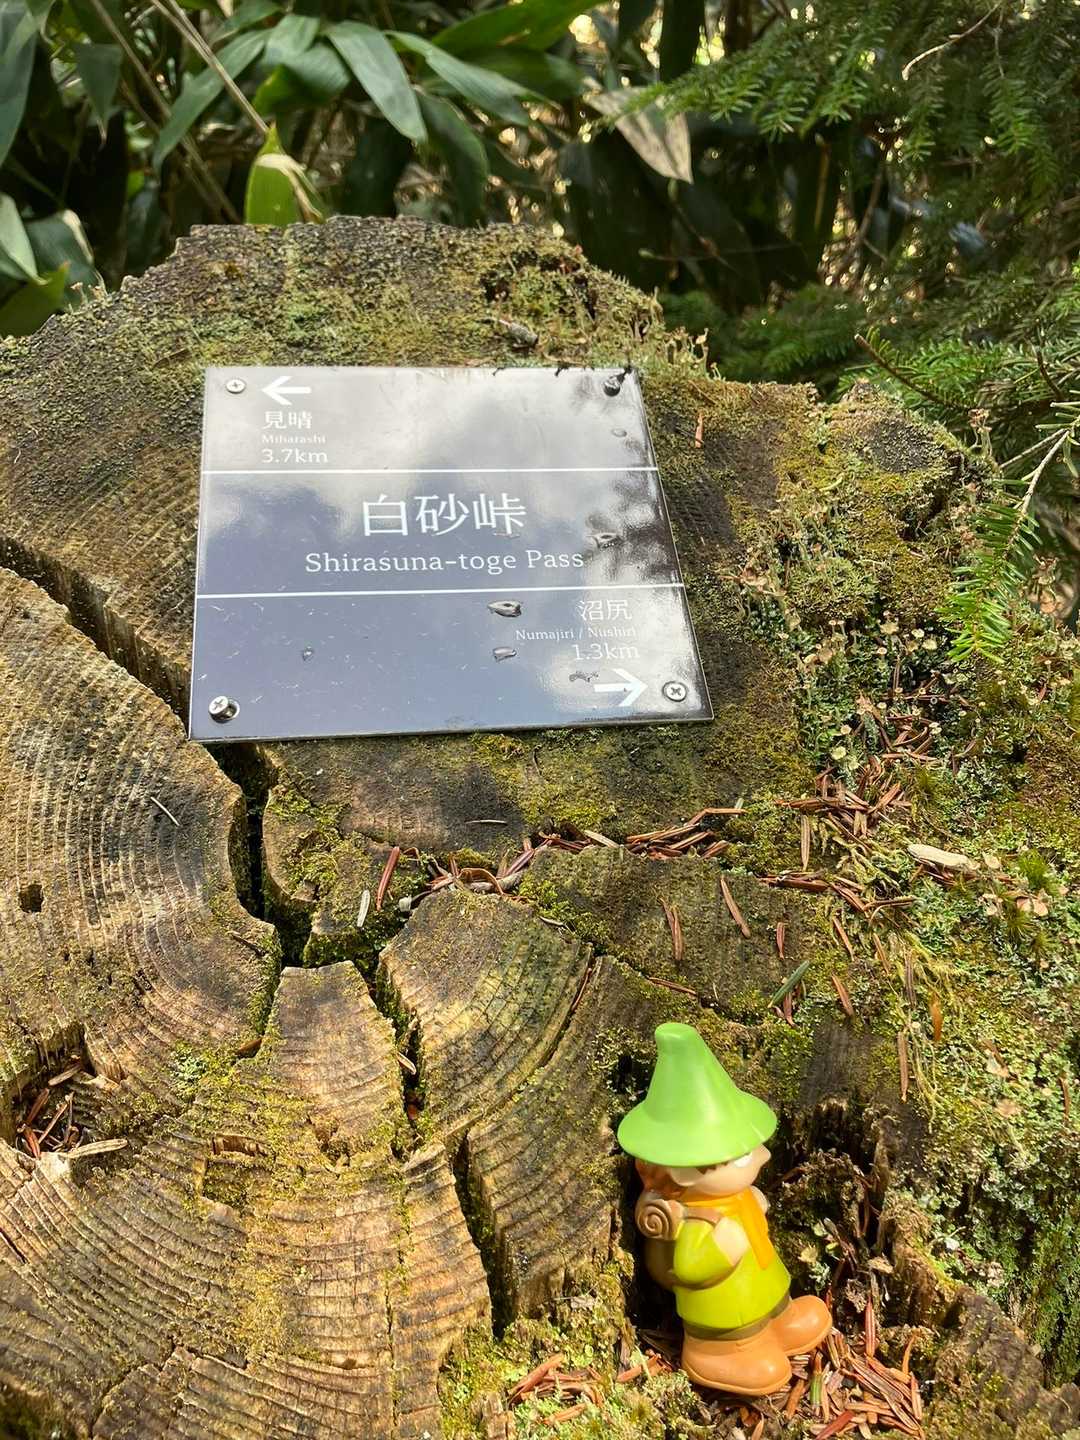 ←
見晴
Miharashi
3.7km
白砂峠
Shirasuna-toge Pass
沼尻
Numajiri / Nushiri
1.3km
→